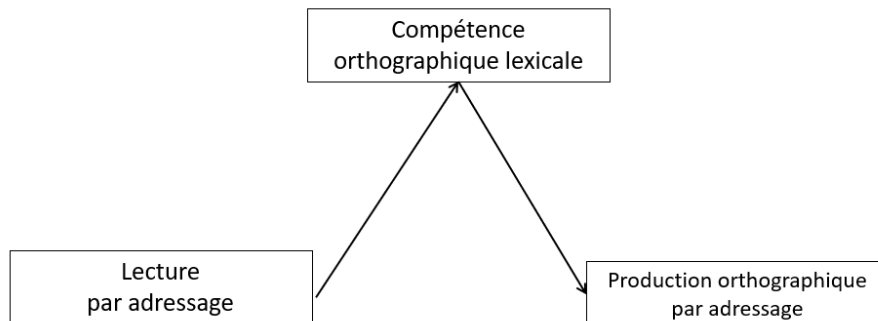 Compétence
orthographique lexicale
Lecture
par adressage
Production orthographique
par adressage